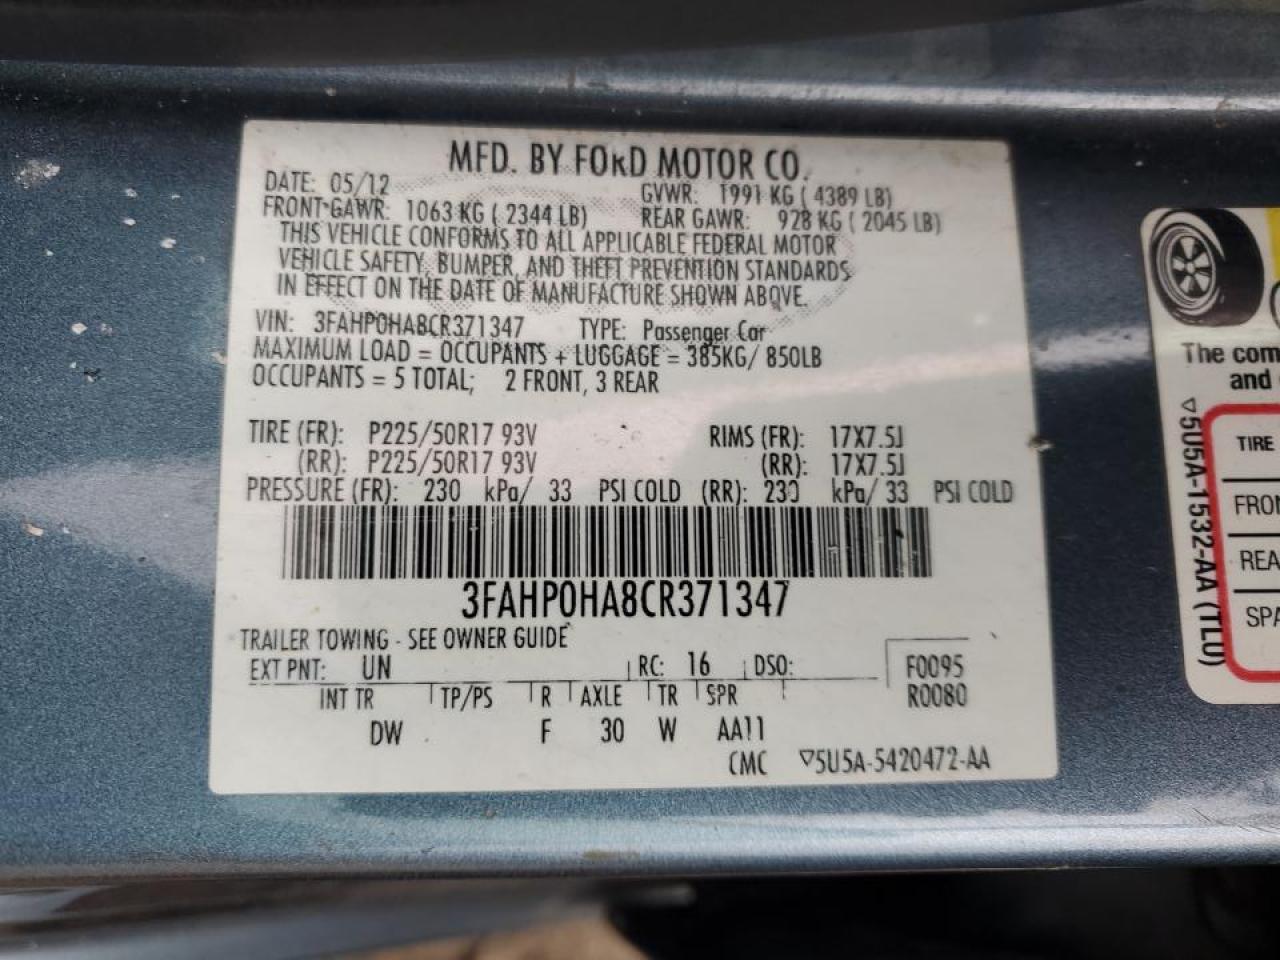 MFD. BY FORD MOTOR CO.
DATE: 05/12
GVWR: 1991 KG ( 4389 LB)
FRONT GAWR: 1063 KG ( 2344 LB)
REAR GAWR: 928 KG ( 2045 LB)
THIS VEHICLE CONFORMS TO ALL APPLICABLE FEDERAL MOTOR
VEHICLE SAFETY, BUMPER, AND THEFT PREVENTION STANDARDS
IN EFFECT ON THE DATE OF MANUFACTURE SHOWN ABOVE.
VIN: 3FAHP0HA8CR371347 TYPE: Passenger Car
MAXIMUM LOAD = OCCUPANTS + LUGGAGE = 385KG/ 850LB
OCCUPANTS = 5 TOTAL; 2 FRONT, 3 REAR
TIRE (FR): P225/50R17 93V RIMS (FR): 17X7.5J
(RR): P225/50R17 93V (RR): 17X7.5J
PRESSURE (FR): 230 kPa/ 33 PSI COLD (RR): 230 kPa/ 33 PSI COLD
3FAHP0HA8CR371347
TRAILER TOWING - SEE OWNER GUIDE
EXT PNT: UN RC: 16 DSO: F0095
R0080
INT TR TP/PS R AXLE TR SPR
DW F 30 W AA11
CMC ▽5U5A-5420472-AA
The com
and
▽5U5A-1532-AA (TLU)
TIRE
FRO
REA
SPA